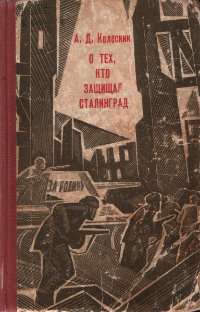 А. Д. Колесник
О ТЕХ,
КТО
ЗАЩИЩАЛ
СТАЛИНГРАД
ЗА РОДИНУ